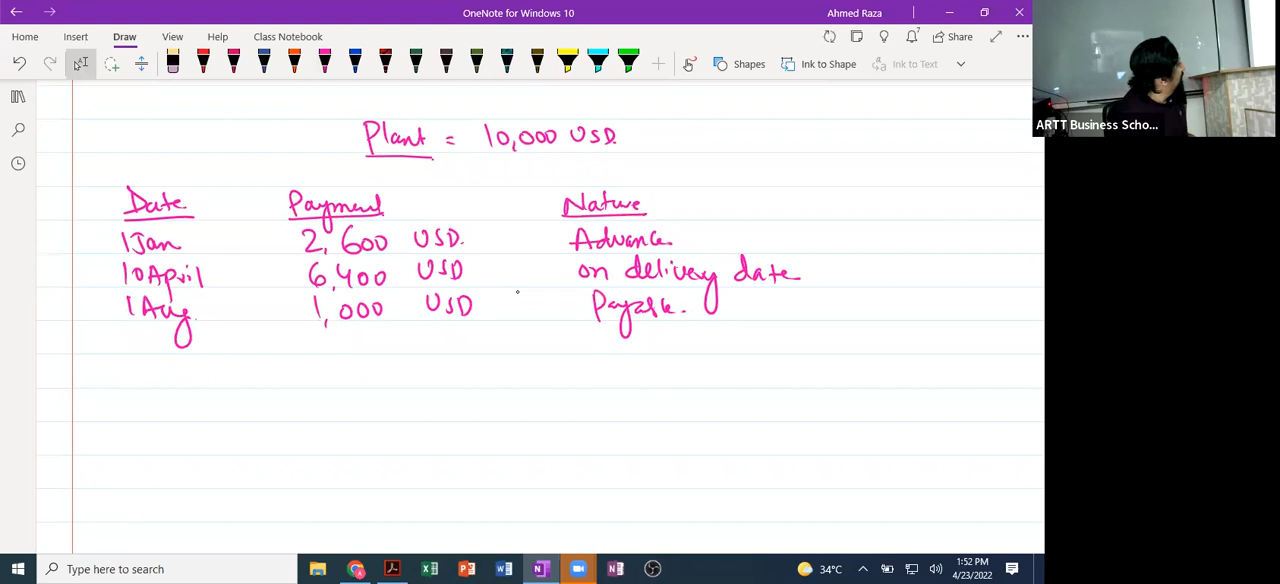 OneNote for Windows 10
Ahmed Raza
Home Insert Draw View Help Class Notebook
Share
Shapes Ink to Shape Ink to Text
ARTT Business Scho...
Plant = 10,000 USD.
Date Payment Nature
1 Jan 2,600 USD. Advance.
10 April 6,400 USD on delivery date
1 Aug. 1,000 USD Payable.
Type here to search
34°C
1:52 PM
4/23/2022